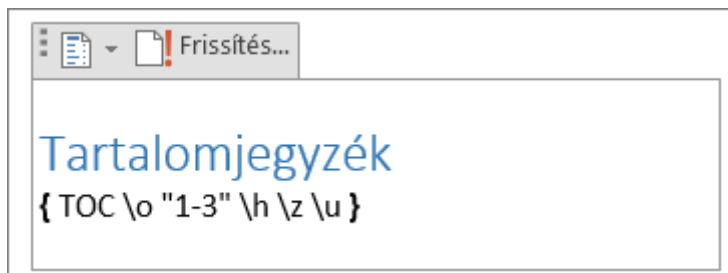 Frissítés...
Tartalomjegyzék
{ TOC \o "1-3" \h \z \u }